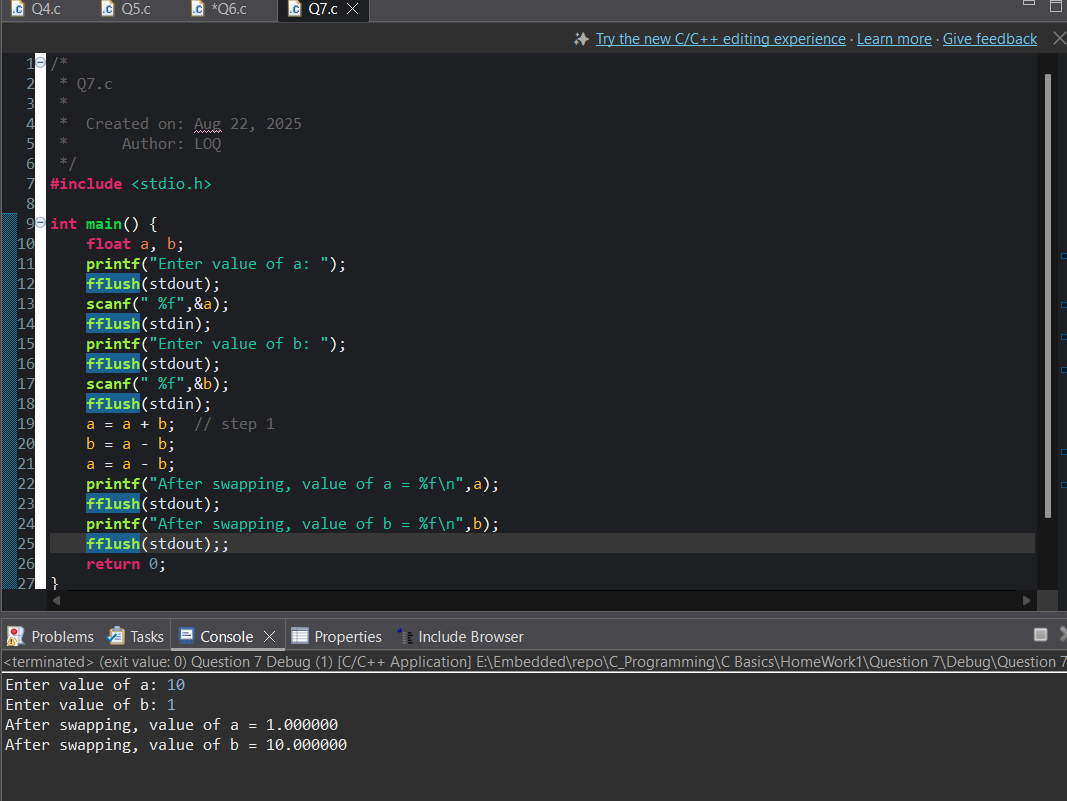 Q4.c Q5.c *Q6.c Q7.c
Try the new C/C++ editing experience · Learn more · Give feedback
1 /*
2  * Q7.c
3  *
4  *  Created on: Aug 22, 2025
5  *      Author: LOQ
6  */
7 #include <stdio.h>
8
9 int main() {
10     float a, b;
11     printf("Enter value of a: ");
12     fflush(stdout);
13     scanf(" %f",&a);
14     fflush(stdin);
15     printf("Enter value of b: ");
16     fflush(stdout);
17     scanf(" %f",&b);
18     fflush(stdin);
19     a = a + b;  // step 1
20     b = a - b;
21     a = a - b;
22     printf("After swapping, value of a = %f\n",a);
23     fflush(stdout);
24     printf("After swapping, value of b = %f\n",b);
25     fflush(stdout);;
26     return 0;
27 }
Problems Tasks Console Properties Include Browser
<terminated> (exit value: 0) Question 7 Debug (1) [C/C++ Application] E:\Embedded\repo\C_Programming\C Basics\HomeWork1\Question 7\Debug\Question 7
Enter value of a: 10
Enter value of b: 1
After swapping, value of a = 1.000000
After swapping, value of b = 10.000000